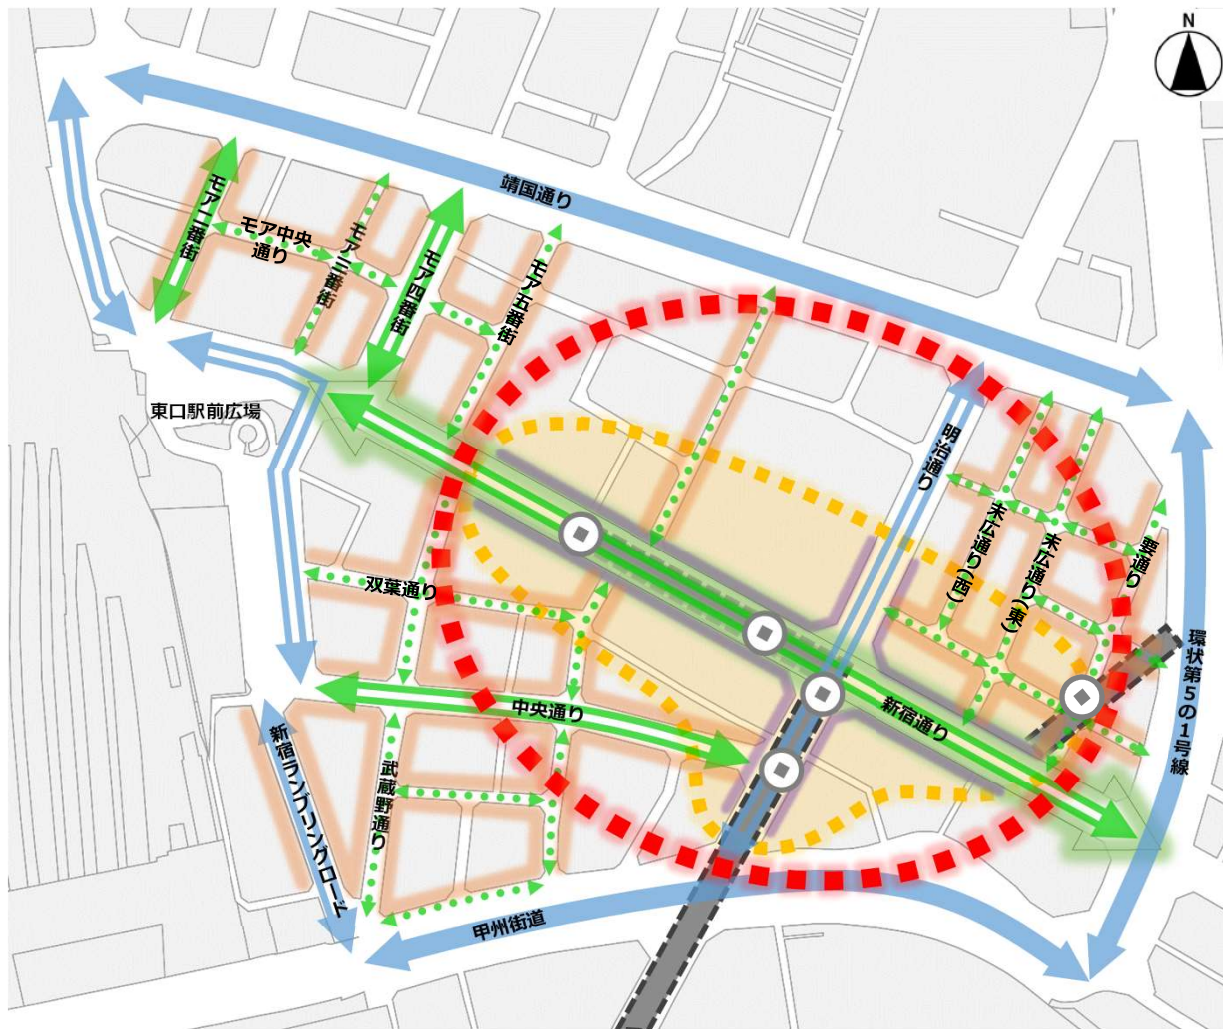 N
靖国通り
モア二番街
モア中央
通り
モア三番街
モア四番街
モア五番街
東口駅前広場
明治通り
末広通り(西)
末広通り(東)
要通り
双葉通り
環状第5の1号線
新宿通り
中央通り
新宿ラングリングロード
武蔵野通り
甲州街道